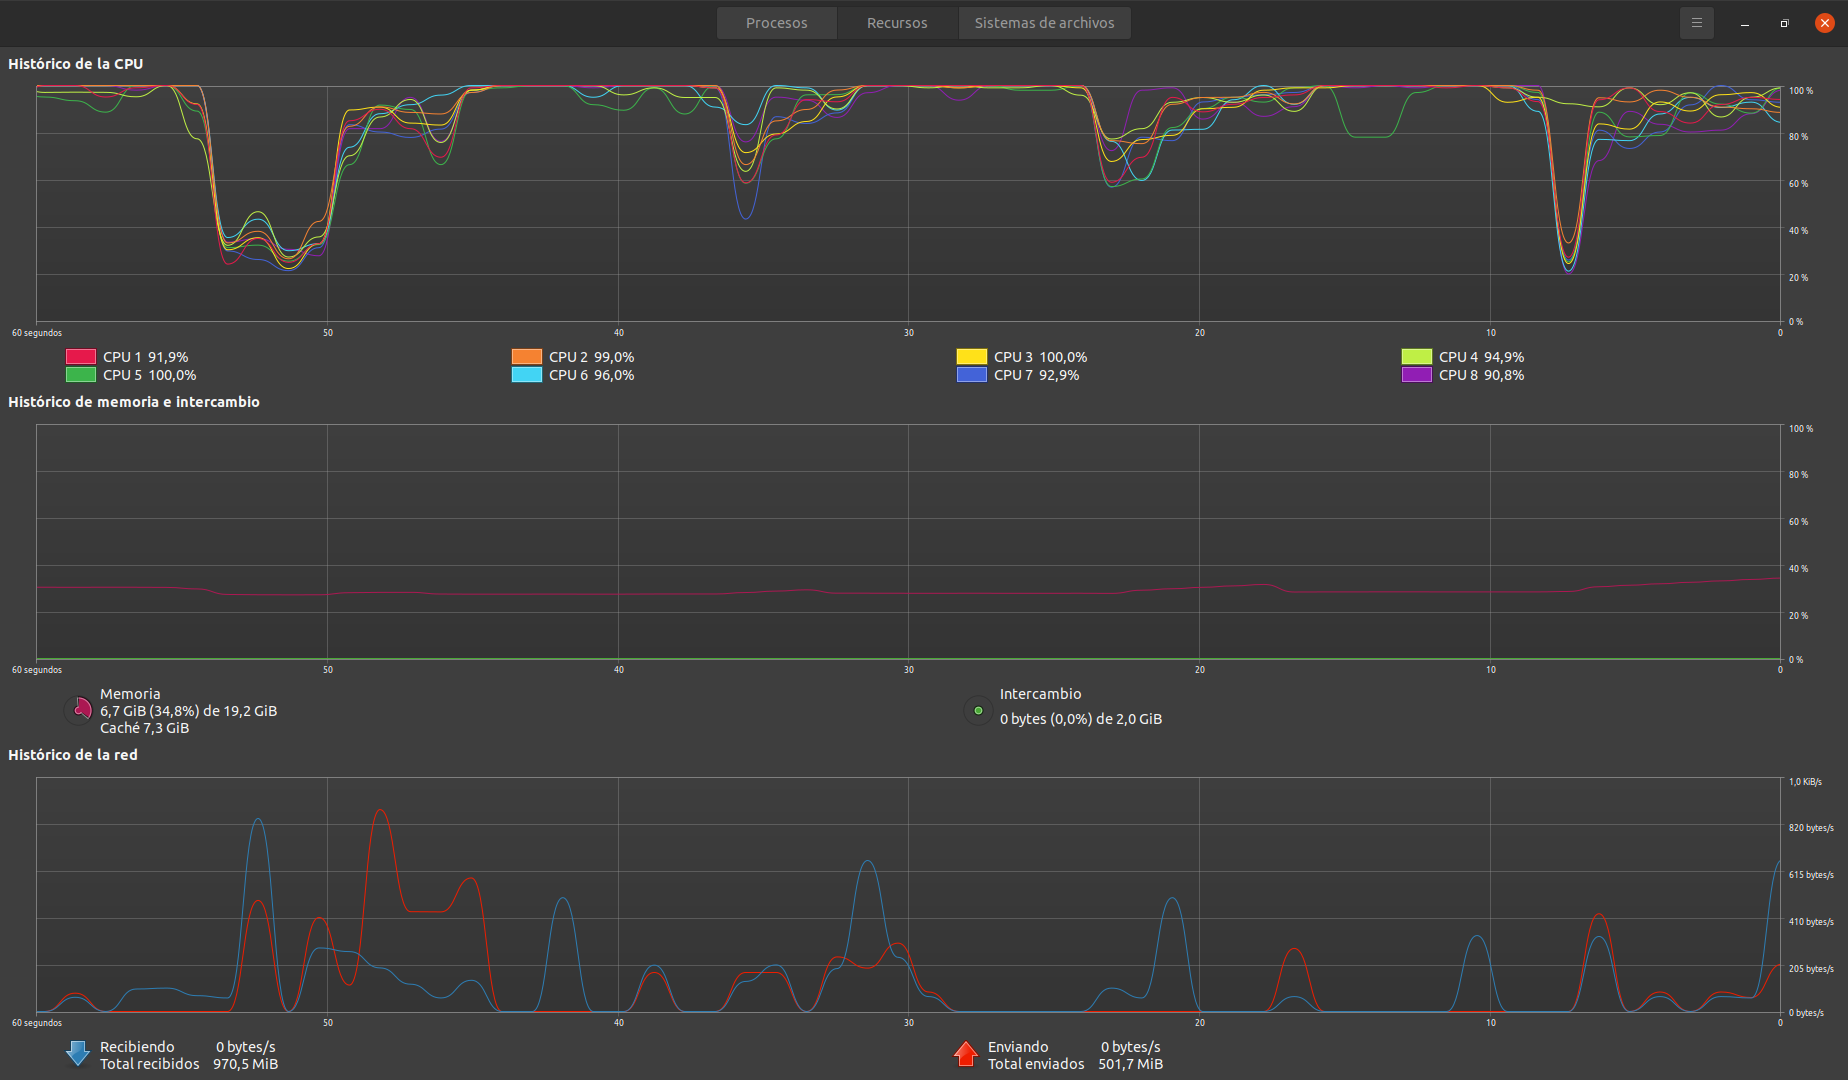 Procesos Recursos Sistemas de archivos
Histórico de la CPU
100 %
80 %
60 %
40 %
20 %
0 %
60 segundos 50 40 30 20 10 0
CPU 1 91,9% CPU 2 99,0% CPU 3 100,0% CPU 4 94,9%
CPU 5 100,0% CPU 6 96,0% CPU 7 92,9% CPU 8 90,8%
Histórico de memoria e intercambio
100 %
80 %
60 %
40 %
20 %
0 %
60 segundos 50 40 30 20 10 0
Memoria
6,7 GiB (34,8%) de 19,2 GiB
Caché 7,3 GiB
Intercambio
0 bytes (0,0%) de 2,0 GiB
Histórico de la red
1,0 KiB/s
820 bytes/s
615 bytes/s
410 bytes/s
205 bytes/s
0 bytes/s
60 segundos 50 40 30 20 10 0
Recibiendo 0 bytes/s
Total recibidos 970,5 MiB
Enviando 0 bytes/s
Total enviados 501,7 MiB